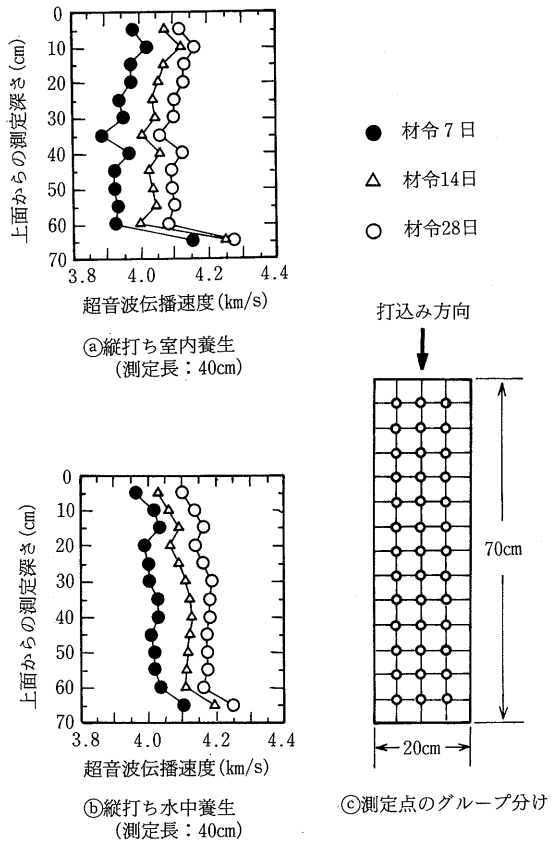 0
10
20
30
40
50
60
70
上面からの測定深さ(cm)
3.8 4.0 4.2 4.4
超音波伝播速度(km/s)
ⓐ縦打ち室内養生
(測定長：40cm)
● 材令7日
△ 材令14日
○ 材令28日
0
10
20
30
40
50
60
70
上面からの測定深さ(cm)
3.8 4.0 4.2 4.4
超音波伝播速度(km/s)
ⓑ縦打ち水中養生
(測定長：40cm)
打込み方向
70cm
20cm
ⓒ測定点のグループ分け